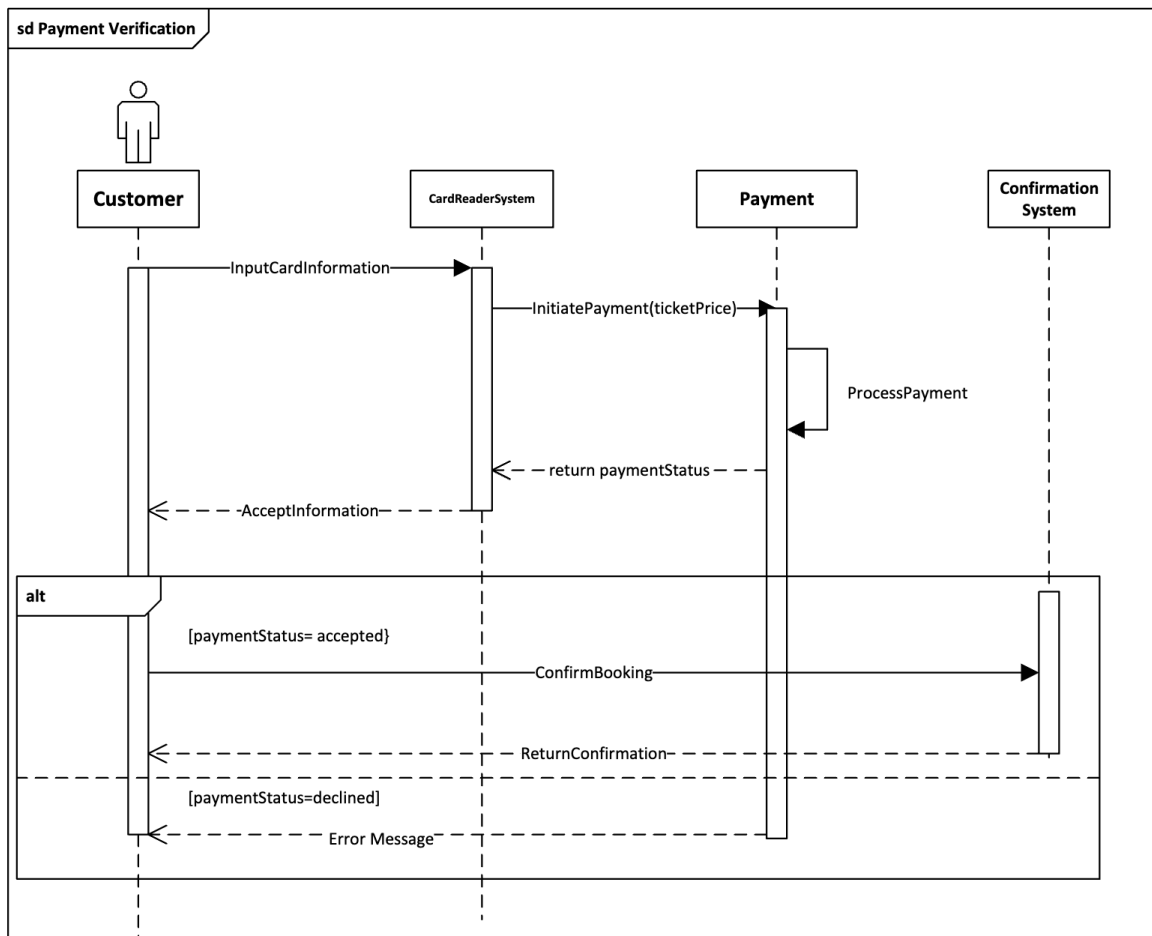 sd Payment Verification
Customer
CardReaderSystem
Payment
Confirmation
System
InputCardInformation
InitiatePayment(ticketPrice)
ProcessPayment
return paymentStatus
AcceptInformation
alt
[paymentStatus= accepted}
ConfirmBooking
ReturnConfirmation
[paymentStatus=declined]
Error Message